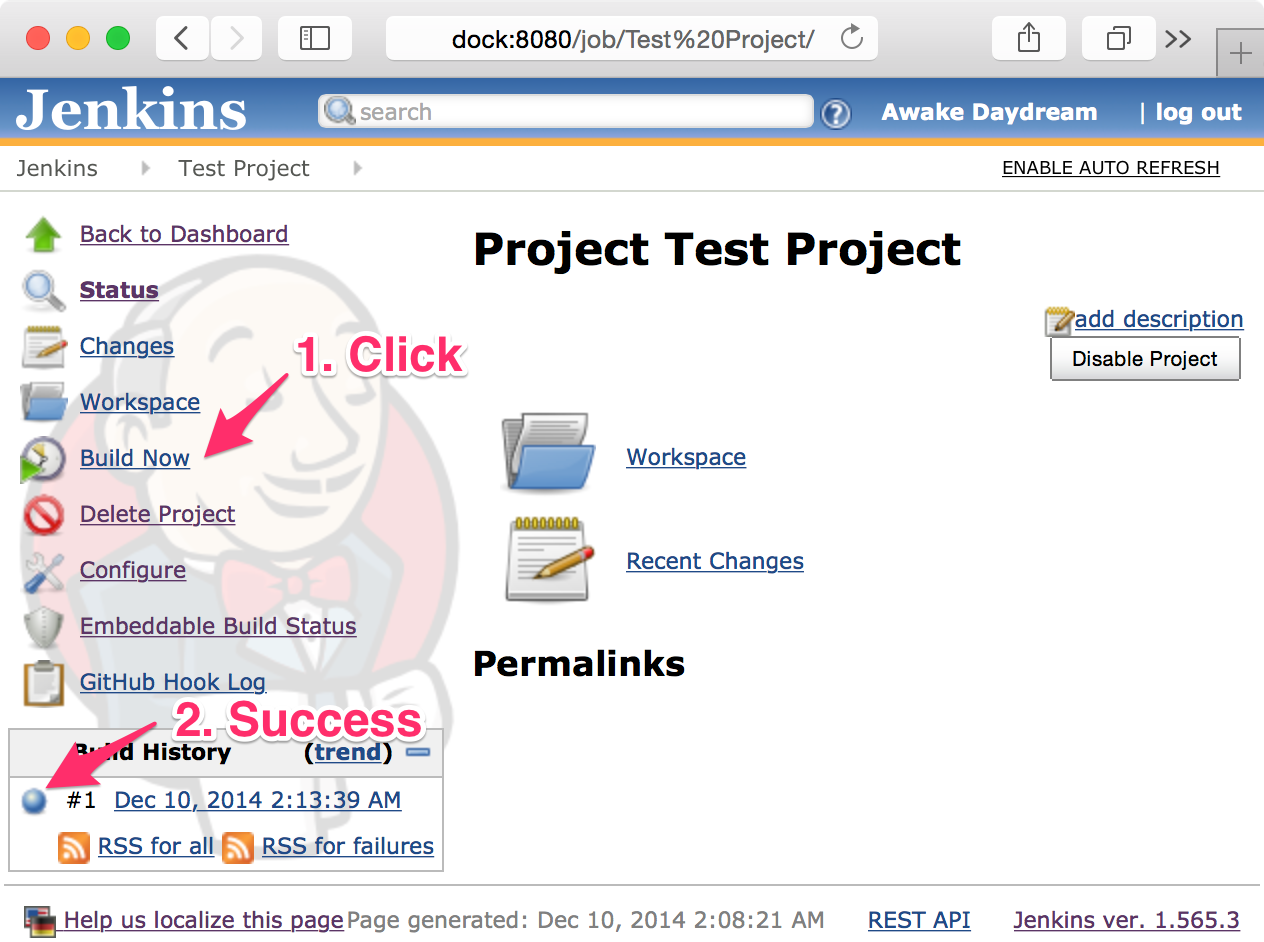 dock:8080/job/Test%20Project/
Jenkins
search
?
Awake Daydream
| log out
Jenkins
Test Project
ENABLE AUTO REFRESH
Back to Dashboard
Status
Changes
Workspace
Build Now
Delete Project
Configure
Embeddable Build Status
GitHub Hook Log
1. Click
2. Success
Build History (trend)
#1 Dec 10, 2014 2:13:39 AM
RSS for all RSS for failures
Project Test Project
add description
Disable Project
Workspace
Recent Changes
Permalinks
Help us localize this page Page generated: Dec 10, 2014 2:08:21 AM REST API Jenkins ver. 1.565.3